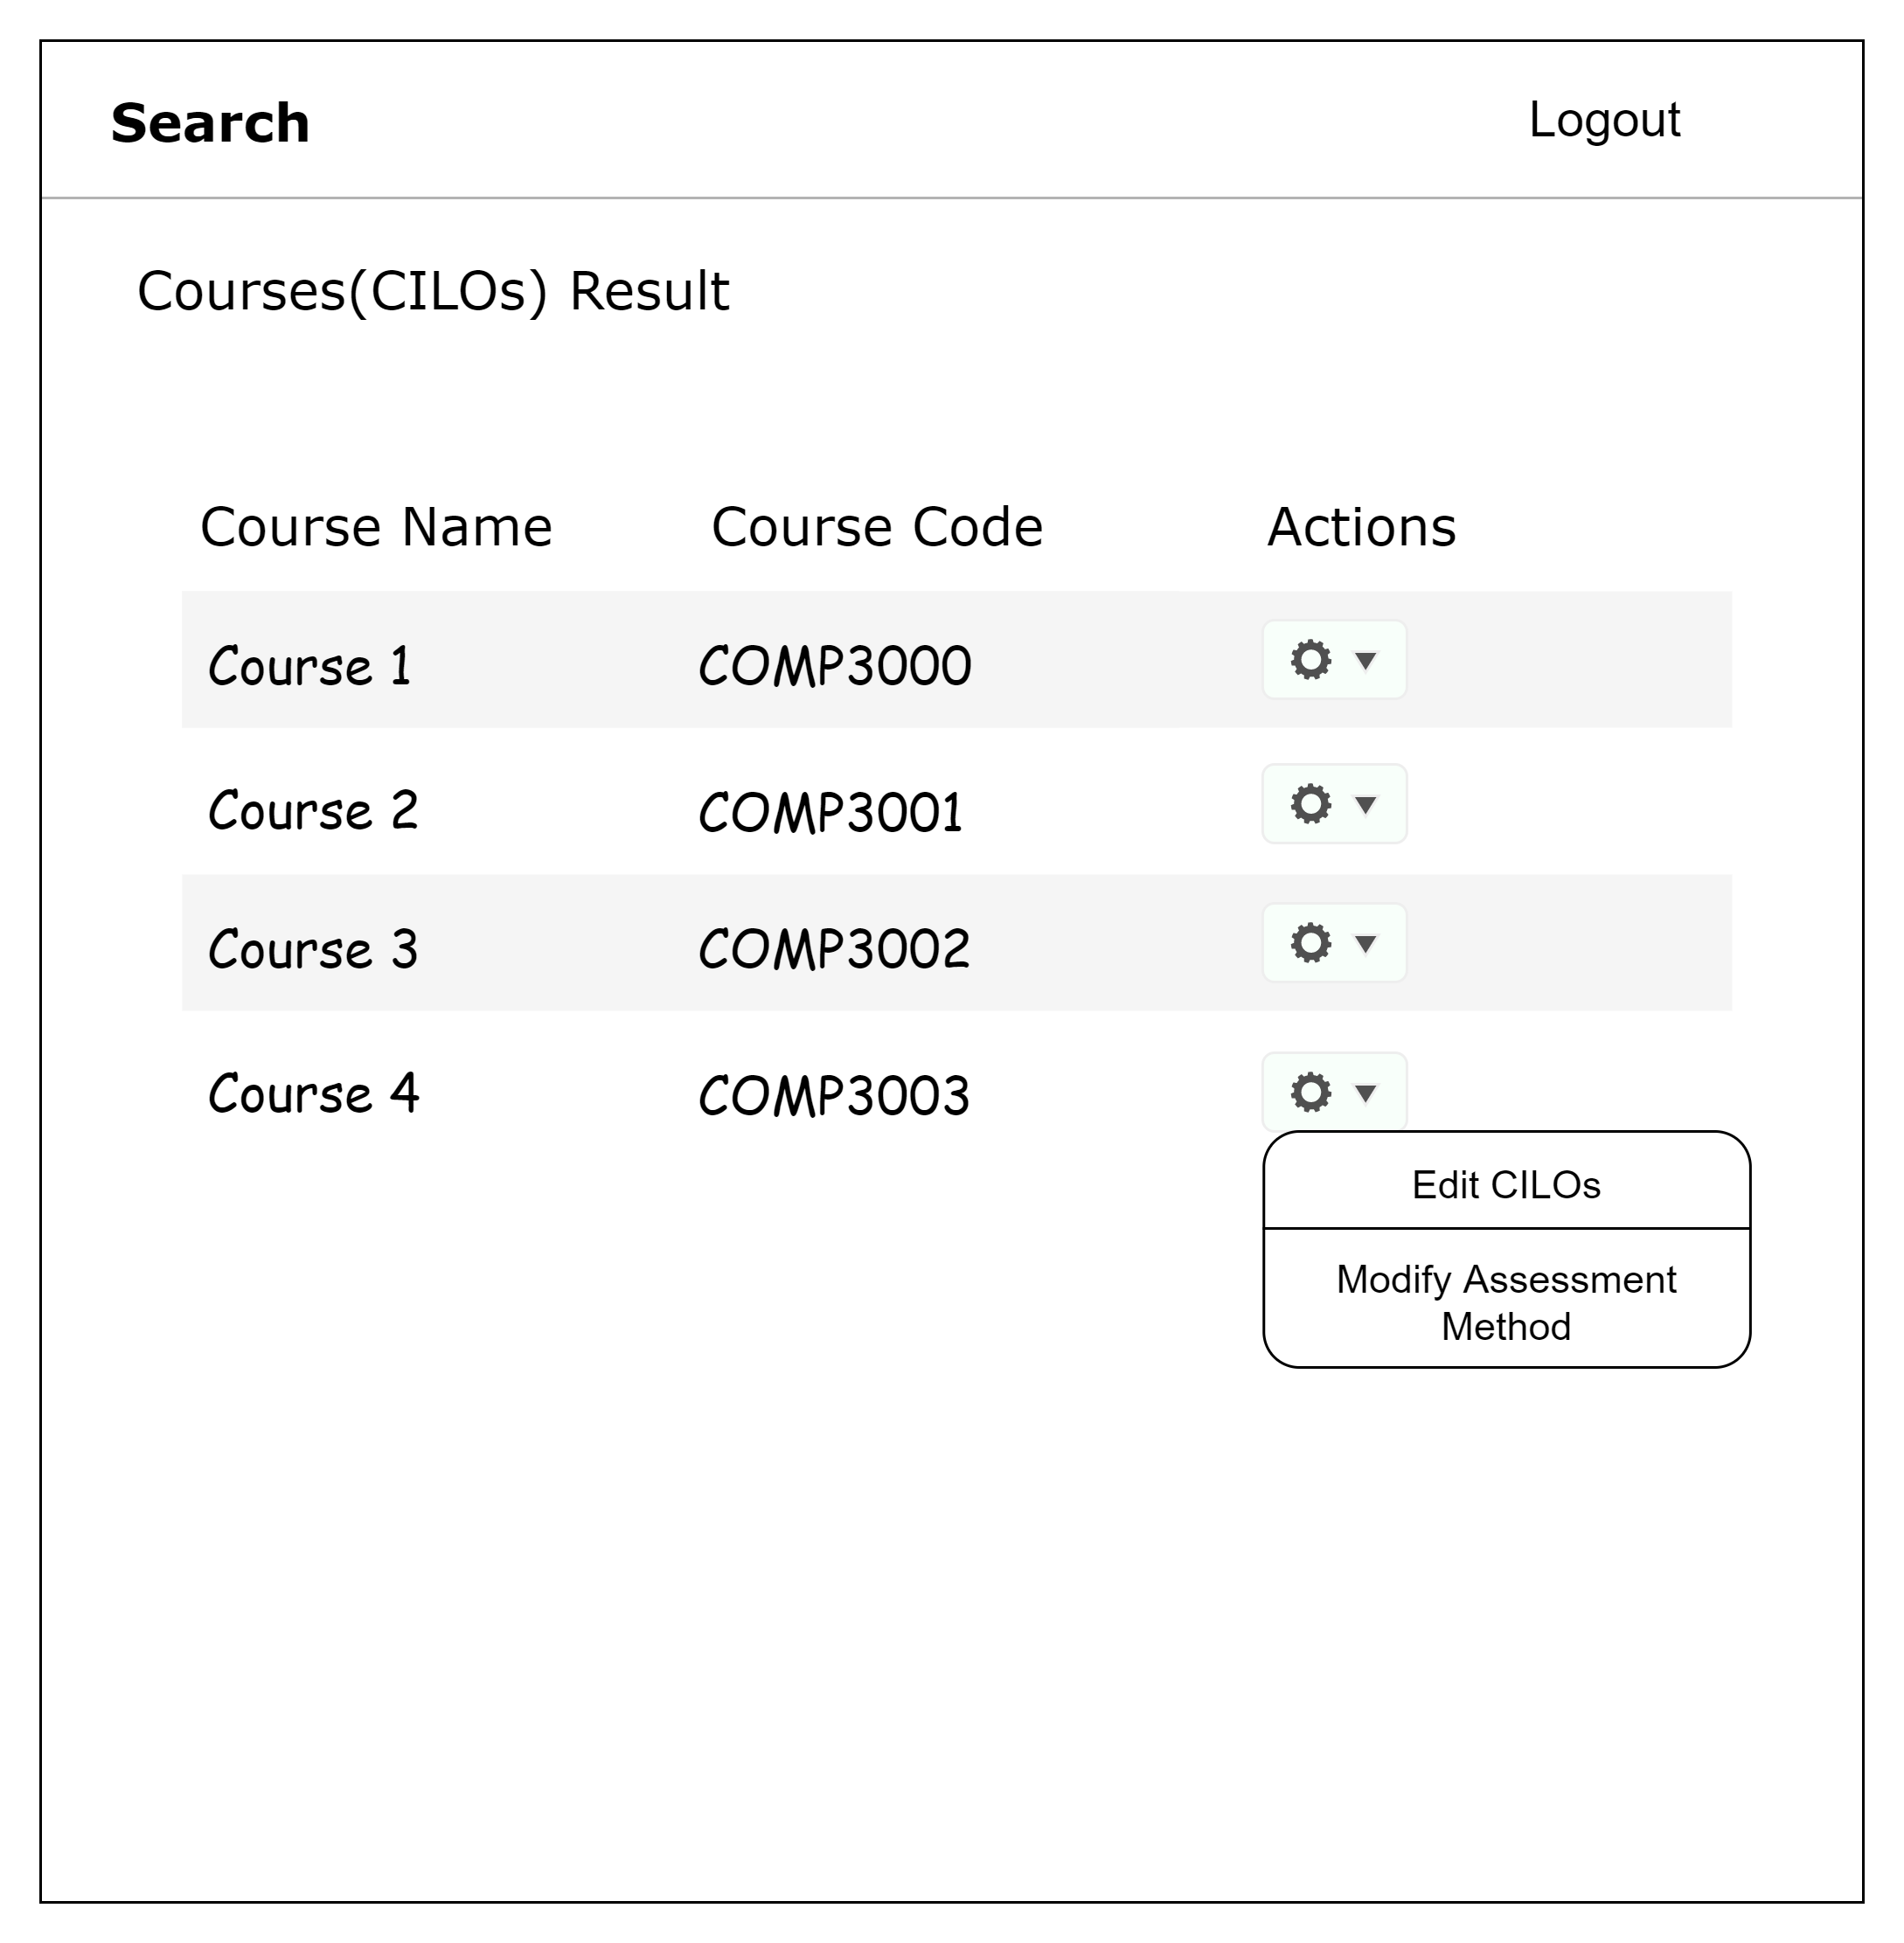 Search
Logout
Courses(CILOs) Result
Course Name
Course Code
Actions
Course 1
COMP3000
Course 2
COMP3001
Course 3
COMP3002
Course 4
COMP3003
Edit CILOs
Modify Assessment
Method